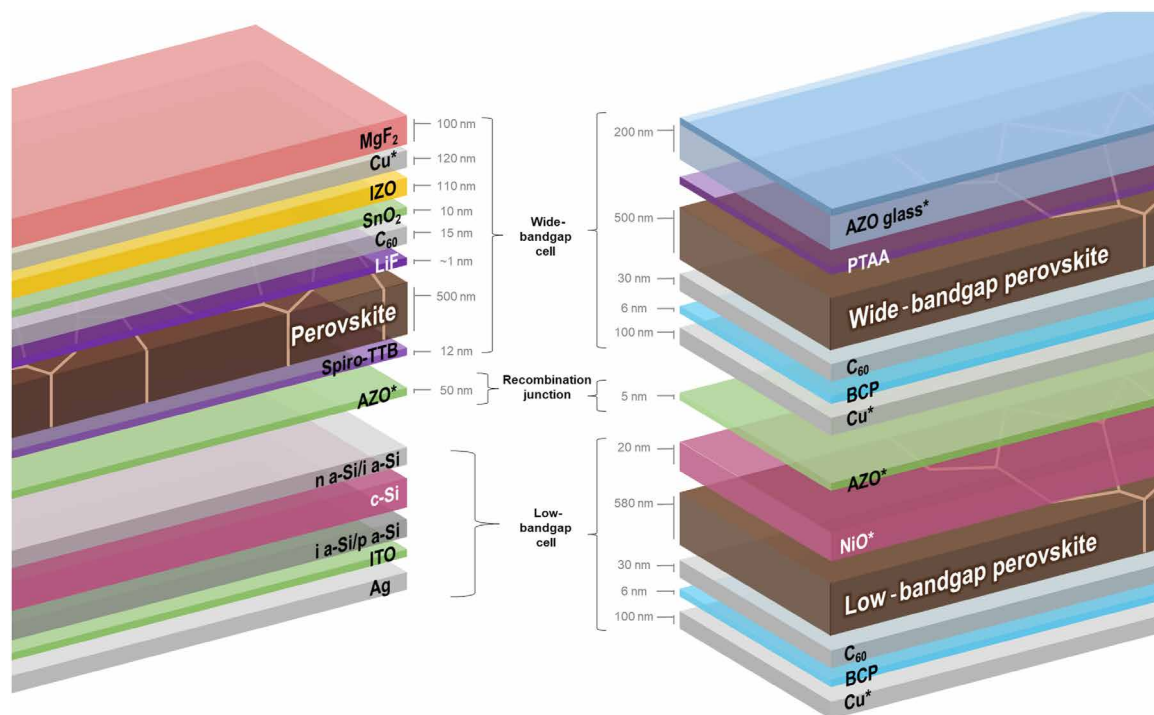 MgF₂
100 nm
Cu*
120 nm
IZO
110 nm
SnO₂
10 nm
C₆₀
15 nm
LiF
~1 nm
Perovskite
500 nm
Spiro-TTB
12 nm
AZO*
50 nm
n a-Si/i a-Si
c-Si
i a-Si/p a-Si
ITO
Ag
Wide-
bandgap
cell
Recombination
junction
Low-
bandgap
cell
200 nm
AZO glass*
PTAA
500 nm
Wide-bandgap perovskite
30 nm
C₆₀
6 nm
BCP
100 nm
Cu*
5 nm
AZO*
20 nm
NiO*
580 nm
Low-bandgap perovskite
30 nm
C₆₀
6 nm
BCP
100 nm
Cu*